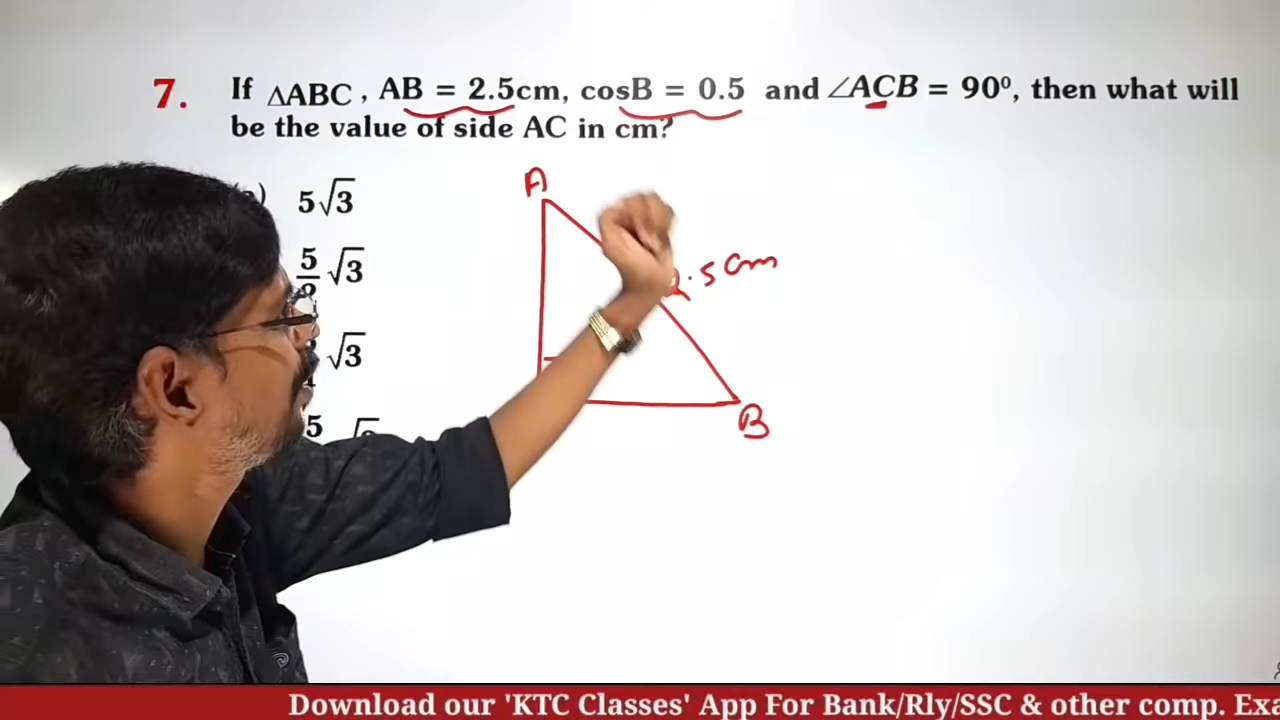 7. If △ABC, AB = 2.5cm, cosB = 0.5 and ∠ACB = 90⁰, then what will
be the value of side AC in cm?
A
5√3
5
√3
.5 cm
√3
5
B
Download our 'KTC Classes' App For Bank/Rly/SSC & other comp. Exa